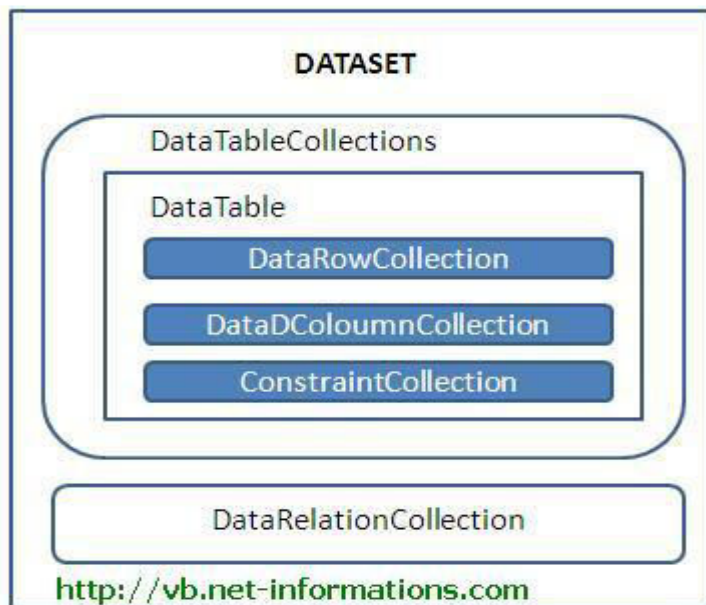 DATASET
DataTableCollections
DataTable
DataRowCollection
DataDColoumnCollection
ConstraintCollection
DataRelationCollection
http://vb.net-informations.com